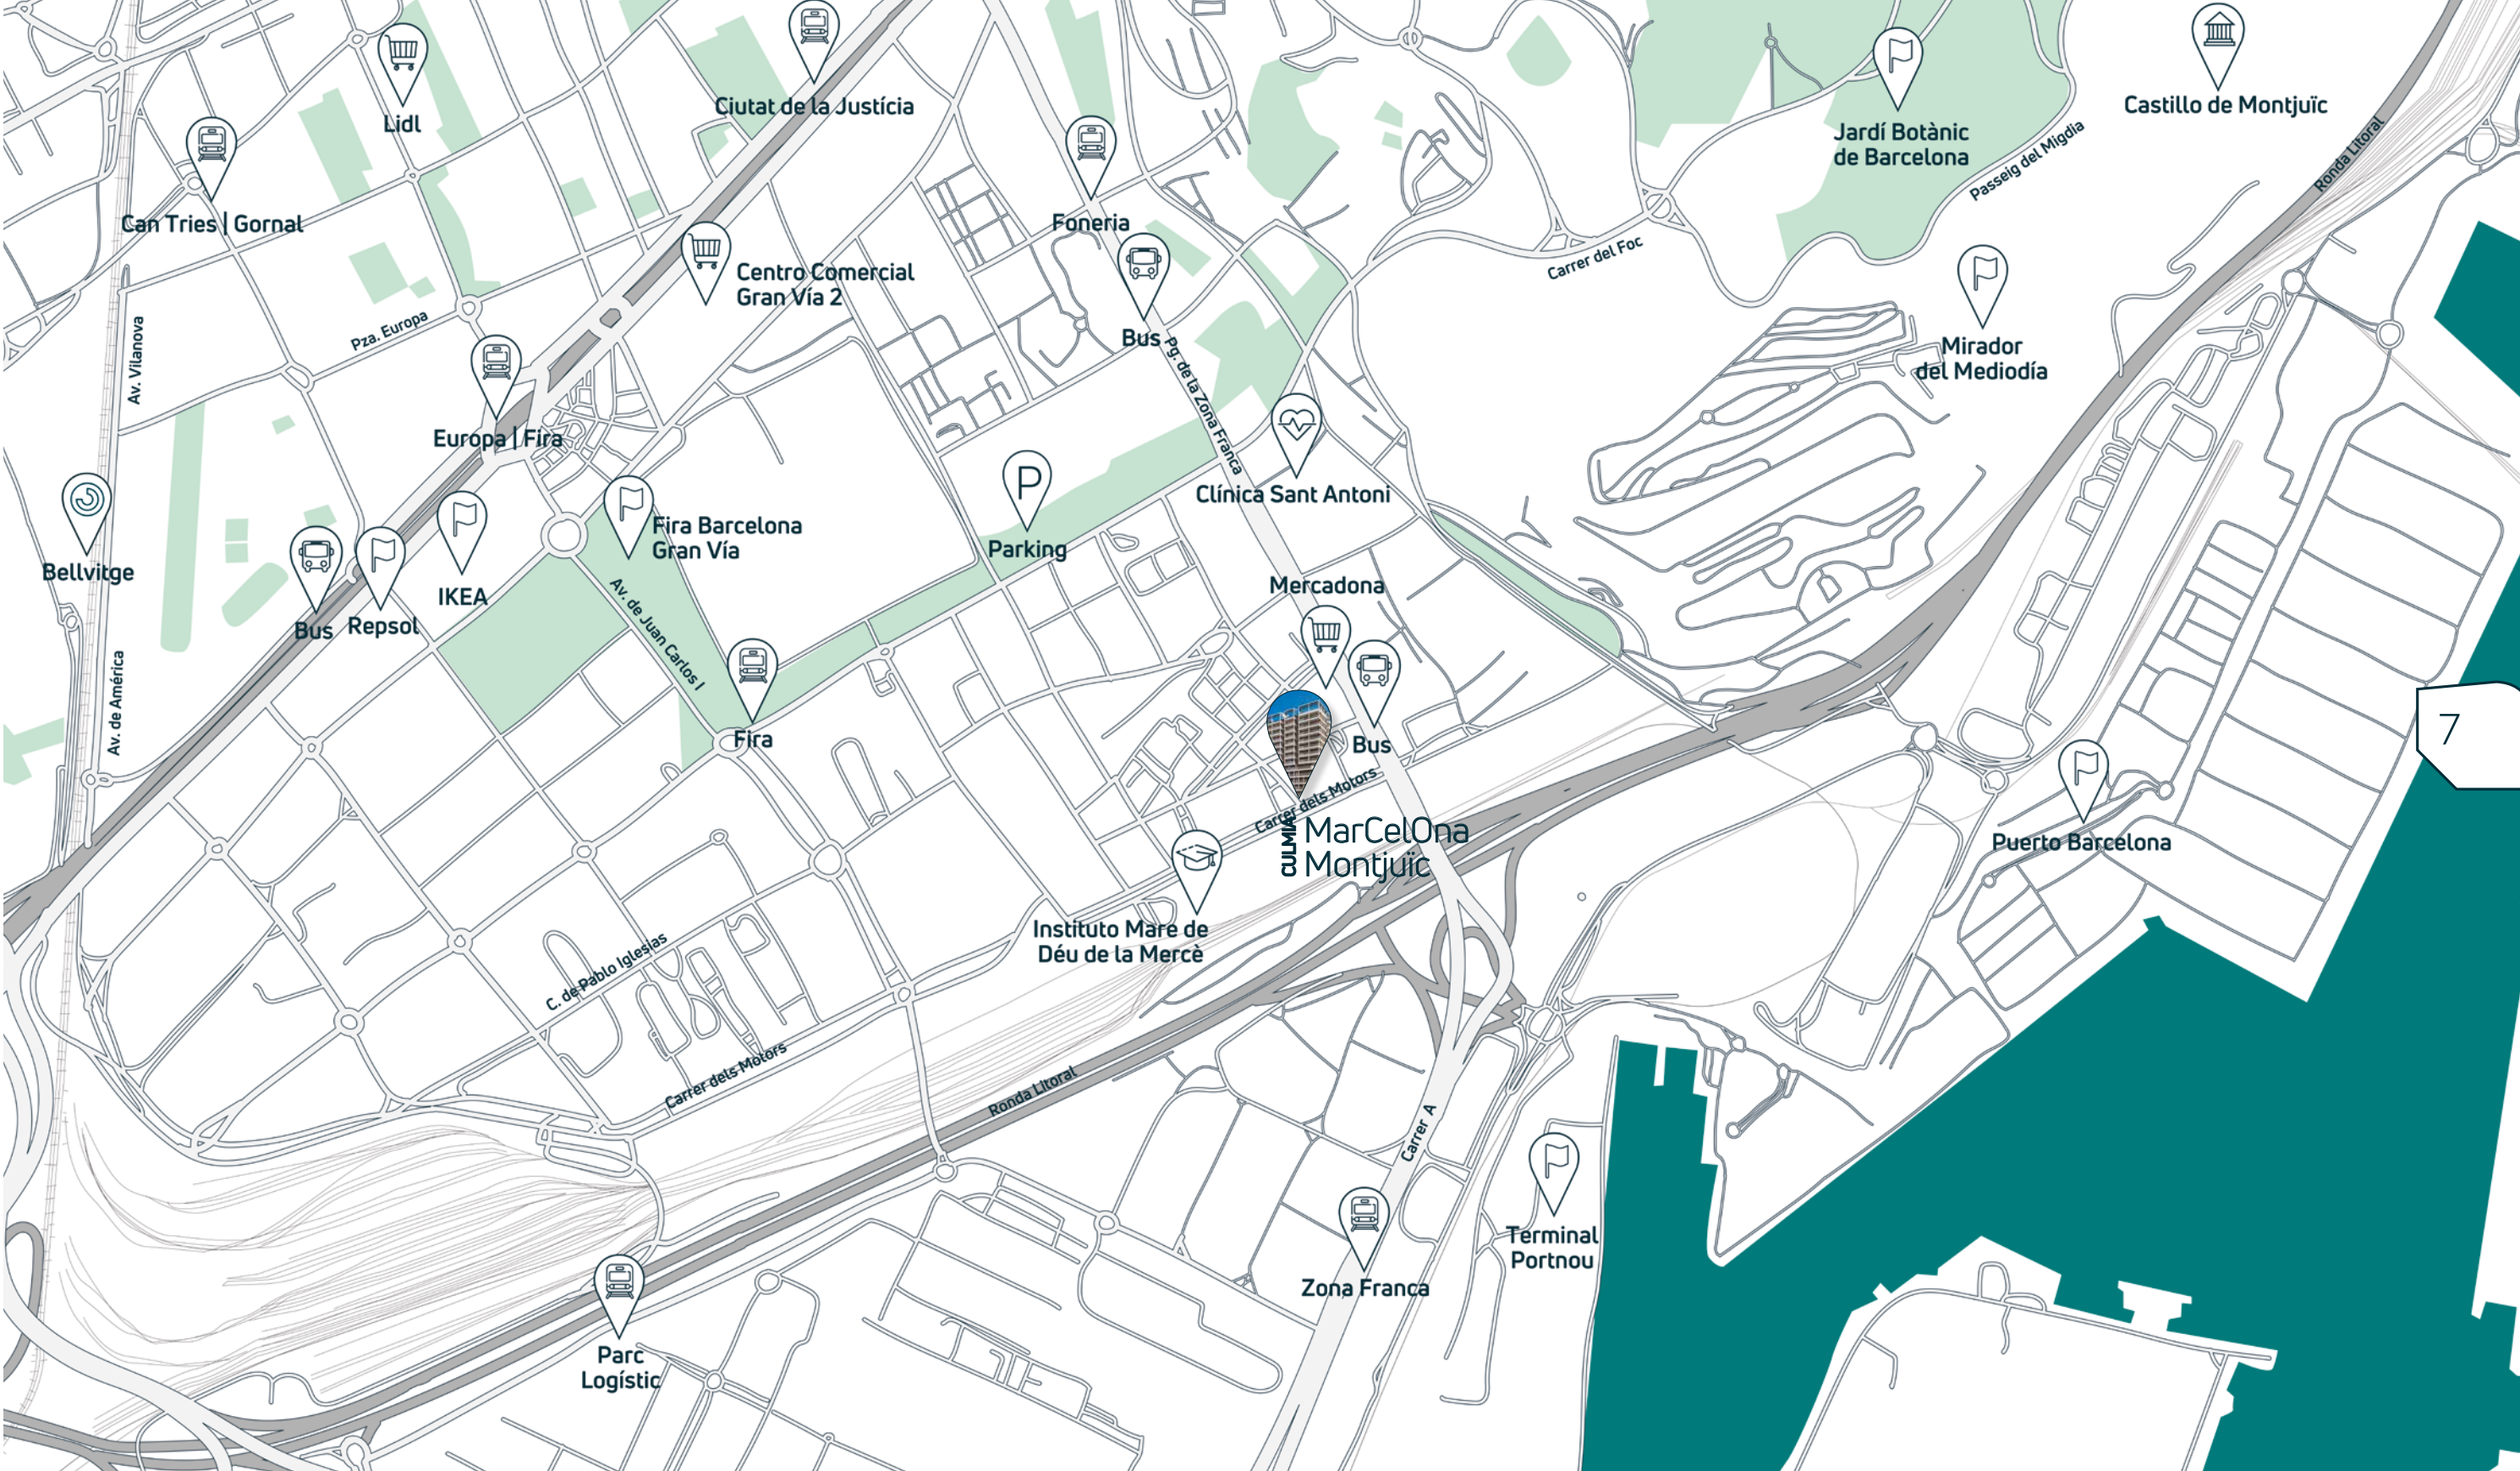 Lidl
Ciutat de la Justícia
Castillo de Montjuïc
Jardí Botànic
de Barcelona
Passeig del Migdia
Ronda Litoral
Can Tries | Gornal
Foneria
Carrer del Foc
Centro Comercial
Gran Vía 2
Pza. Europa
Av. Vilanova
Bus
Pg. de la Zona Franca
Mirador
del Mediodía
Europa | Fira
Clínica Sant Antoni
Fira Barcelona
Gran Vía
P
Parking
Bellvitge
IKEA
Bus
Repsol
Mercadona
Av. de Juan Carlos I
Av. de América
Fira
Bus
7
Carrer dels Motors
CULMIA
MarCelOna
Montjuïc
Puerto Barcelona
Instituto Mare de
Déu de la Mercè
C. de Pablo Iglesias
Carrer dels Motors
Ronda Litoral
Carrer A
Terminal
Portnou
Zona Franca
Parc
Logístic